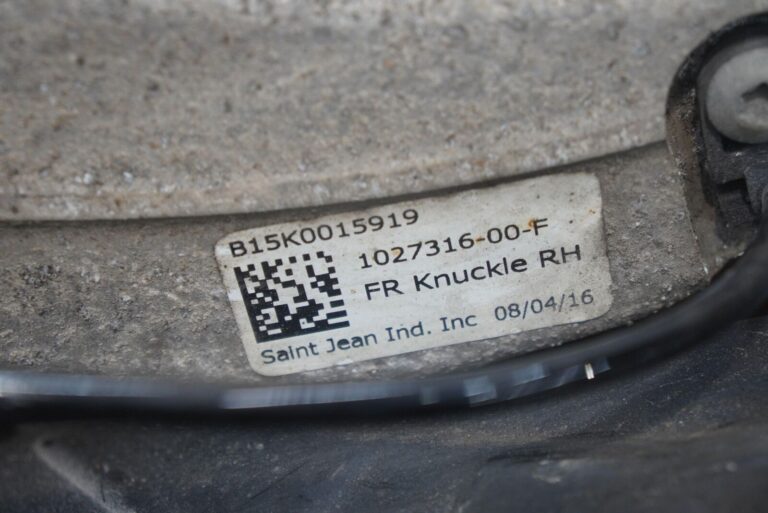 B15K0015919
1027316-00-F
FR Knuckle RH
Saint Jean Ind. Inc 08/04/16